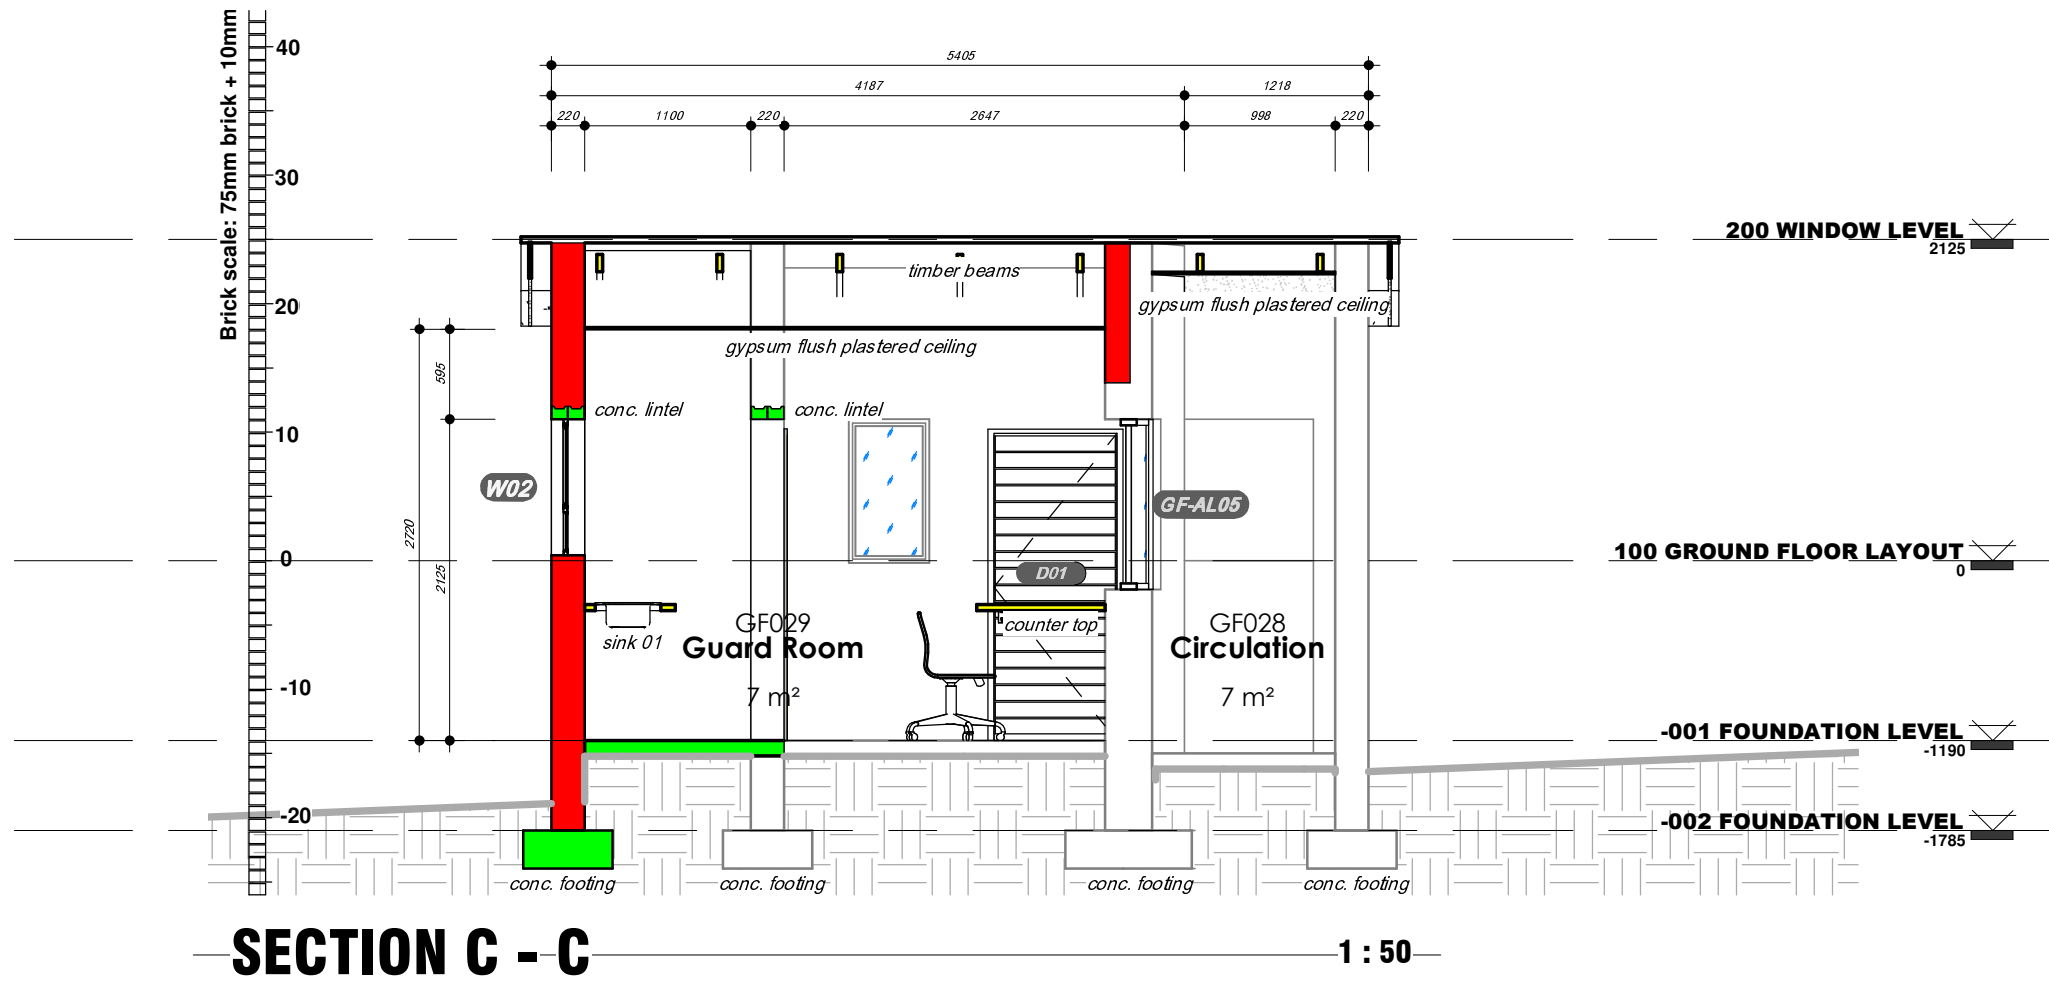 Brick scale: 75mm brick + 10mm
40
30
20
10
0
-10
-20
5405
4187
1218
220
1100
220
2647
998
220
200 WINDOW LEVEL
2125
timber beams
gypsum flush plastered ceiling
gypsum flush plastered ceiling
595
2720
2125
conc. lintel
conc. lintel
W02
GF-AL05
100 GROUND FLOOR LAYOUT
0
D01
sink 01
GF029
Guard Room
7 m²
counter top
GF028
Circulation
7 m²
-001 FOUNDATION LEVEL
-1190
-002 FOUNDATION LEVEL
-1785
conc. footing
conc. footing
conc. footing
conc. footing
SECTION C - C
1 : 50